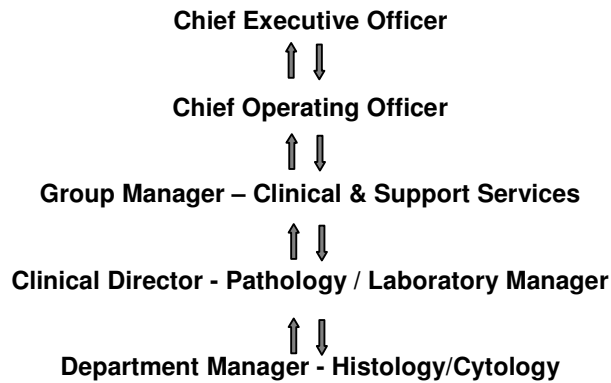 Chief Executive Officer
Chief Operating Officer
Group Manager – Clinical & Support Services
Clinical Director - Pathology / Laboratory Manager
Department Manager - Histology/Cytology